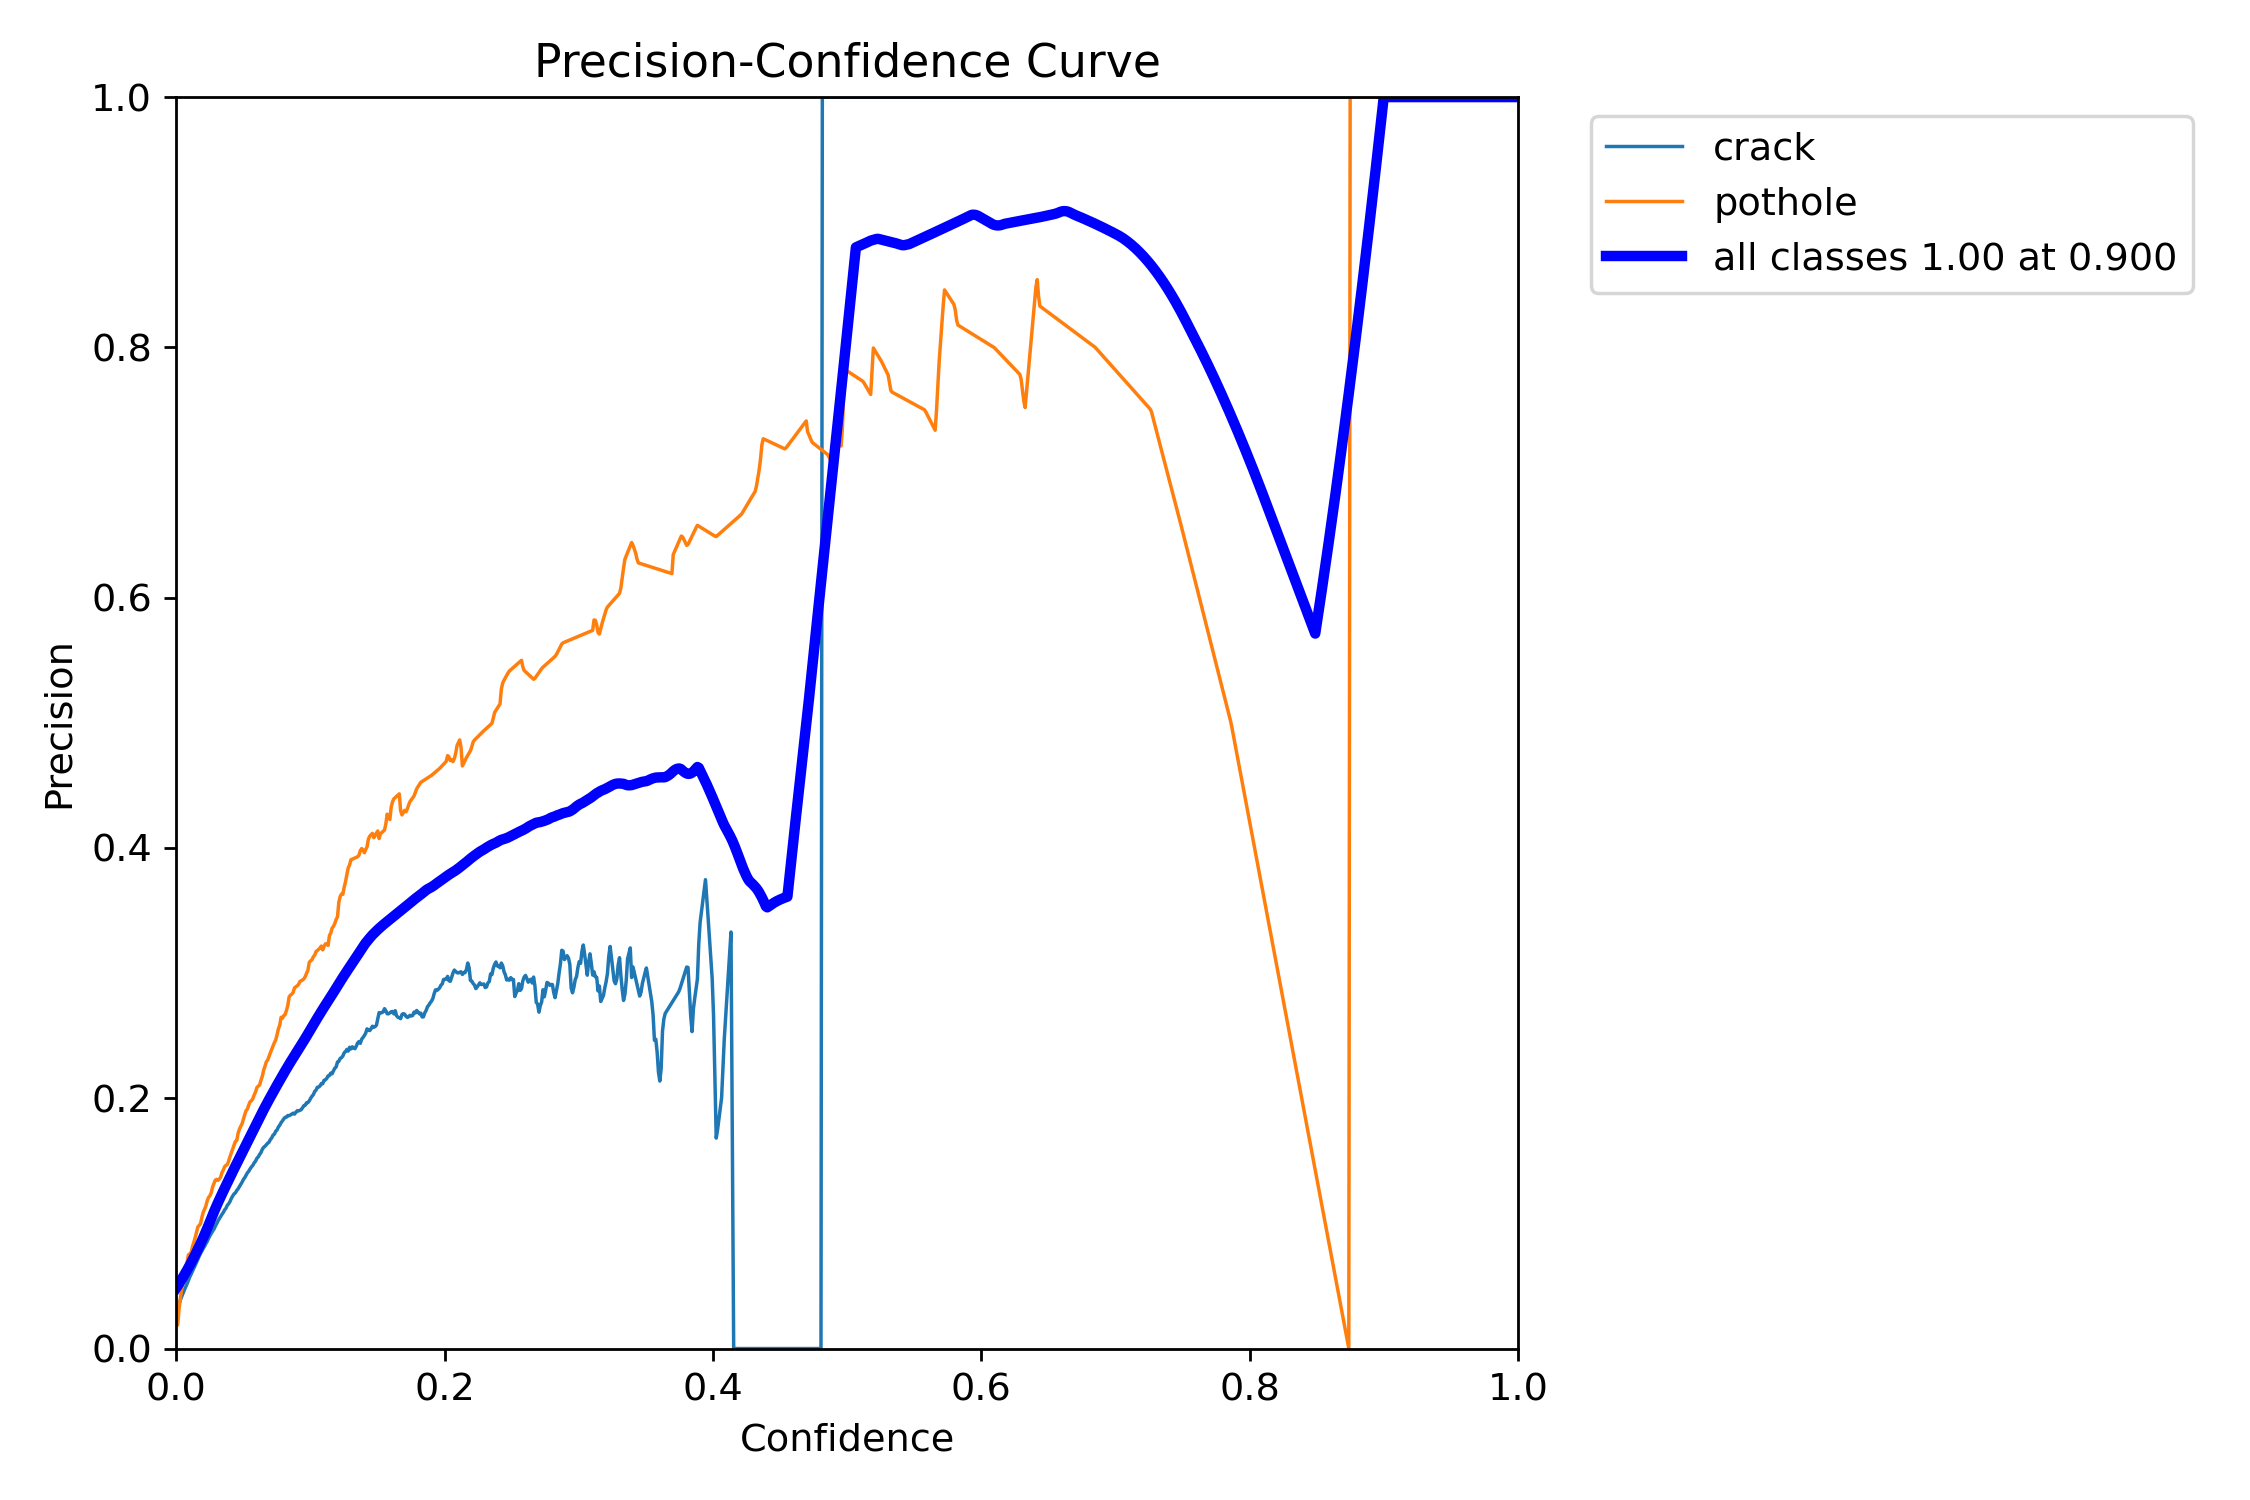 Precision-Confidence Curve
1.0
0.8
0.6
0.4
0.2
0.0
Precision
0.0 0.2 0.4 0.6 0.8 1.0
Confidence
crack
pothole
all classes 1.00 at 0.900